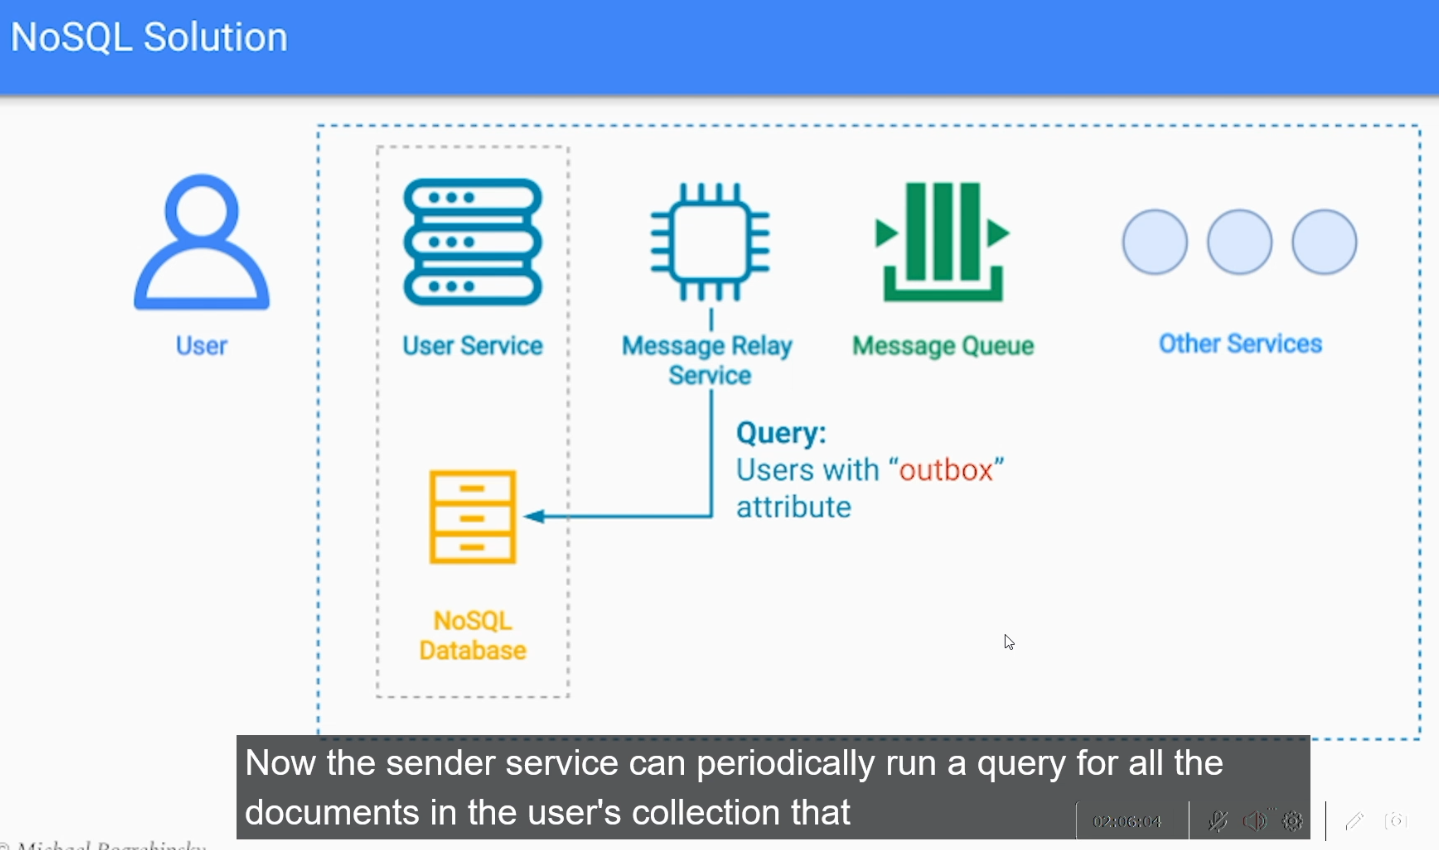 NoSQL Solution
User
User Service
Message Relay
Service
Message Queue
Other Services
Query:
Users with “outbox”
attribute
NoSQL
Database
Now the sender service can periodically run a query for all the
documents in the user's collection that
02:06:04
© Michael Pogrebinsky